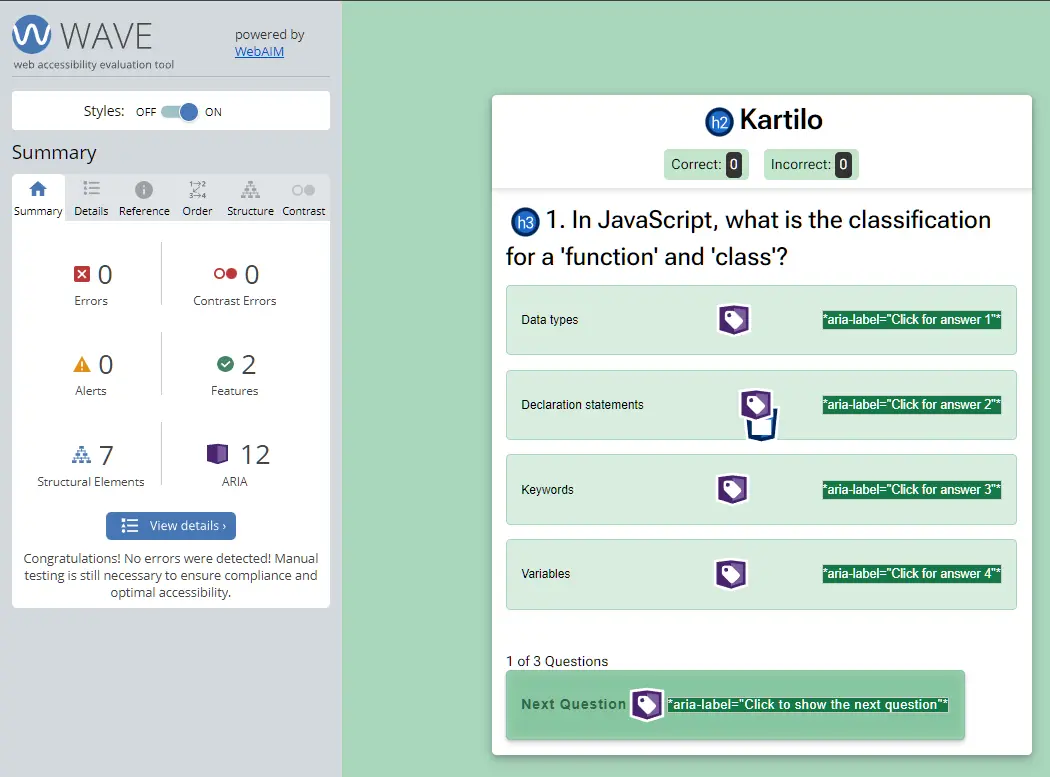 WAVE
web accessibility evaluation tool
powered by
WebAIM
Styles: OFF ON
Summary
Summary Details Reference Order Structure Contrast
1→2
3→4
0
Errors
0
Contrast Errors
0
Alerts
2
Features
7
Structural Elements
12
ARIA
View details ›
Congratulations! No errors were detected! Manual
testing is still necessary to ensure compliance and
optimal accessibility.
h2 Kartilo
Correct: 0 Incorrect: 0
h3 1. In JavaScript, what is the classification
for a 'function' and 'class'?
Data types *aria-label="Click for answer 1"*
Declaration statements *aria-label="Click for answer 2"*
Keywords *aria-label="Click for answer 3"*
Variables *aria-label="Click for answer 4"*
1 of 3 Questions
Next Question *aria-label="Click to show the next question"*